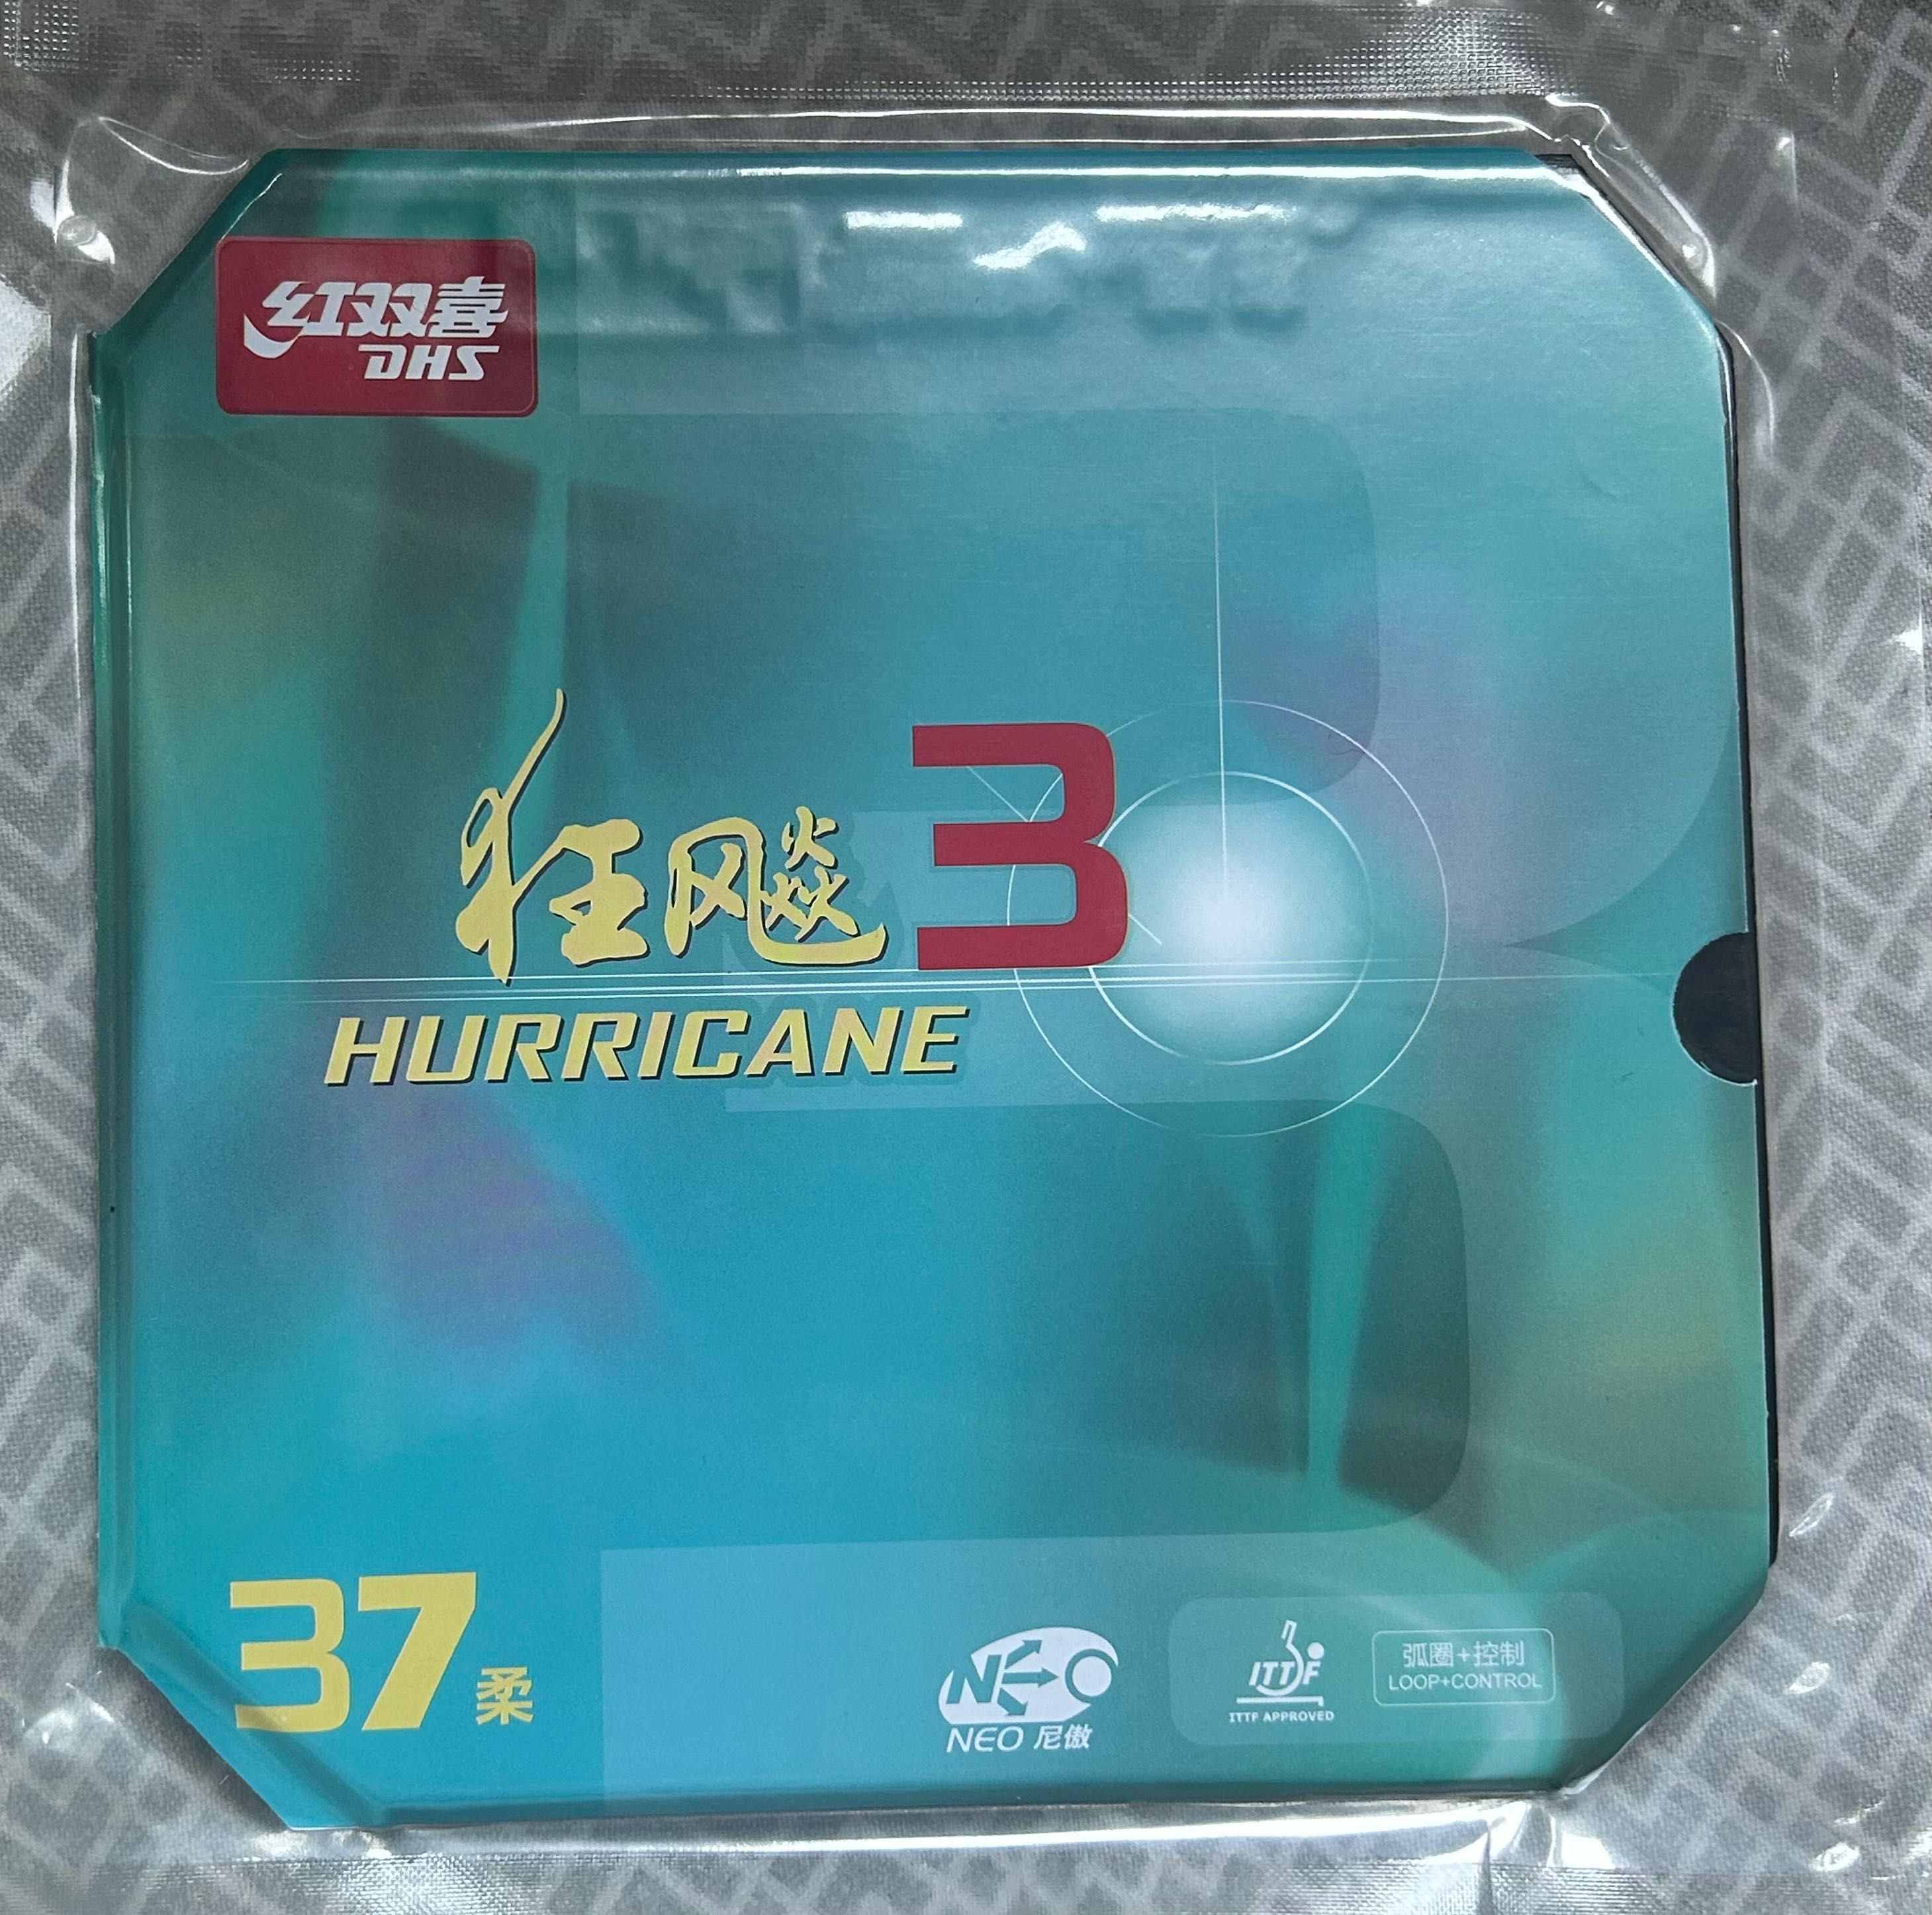 红双喜
DHS
狂飚3
HURRICANE
37柔
NEO
NEO 尼傲
ITTF
ITTF APPROVED
弧圈+控制
LOOP+CONTROL